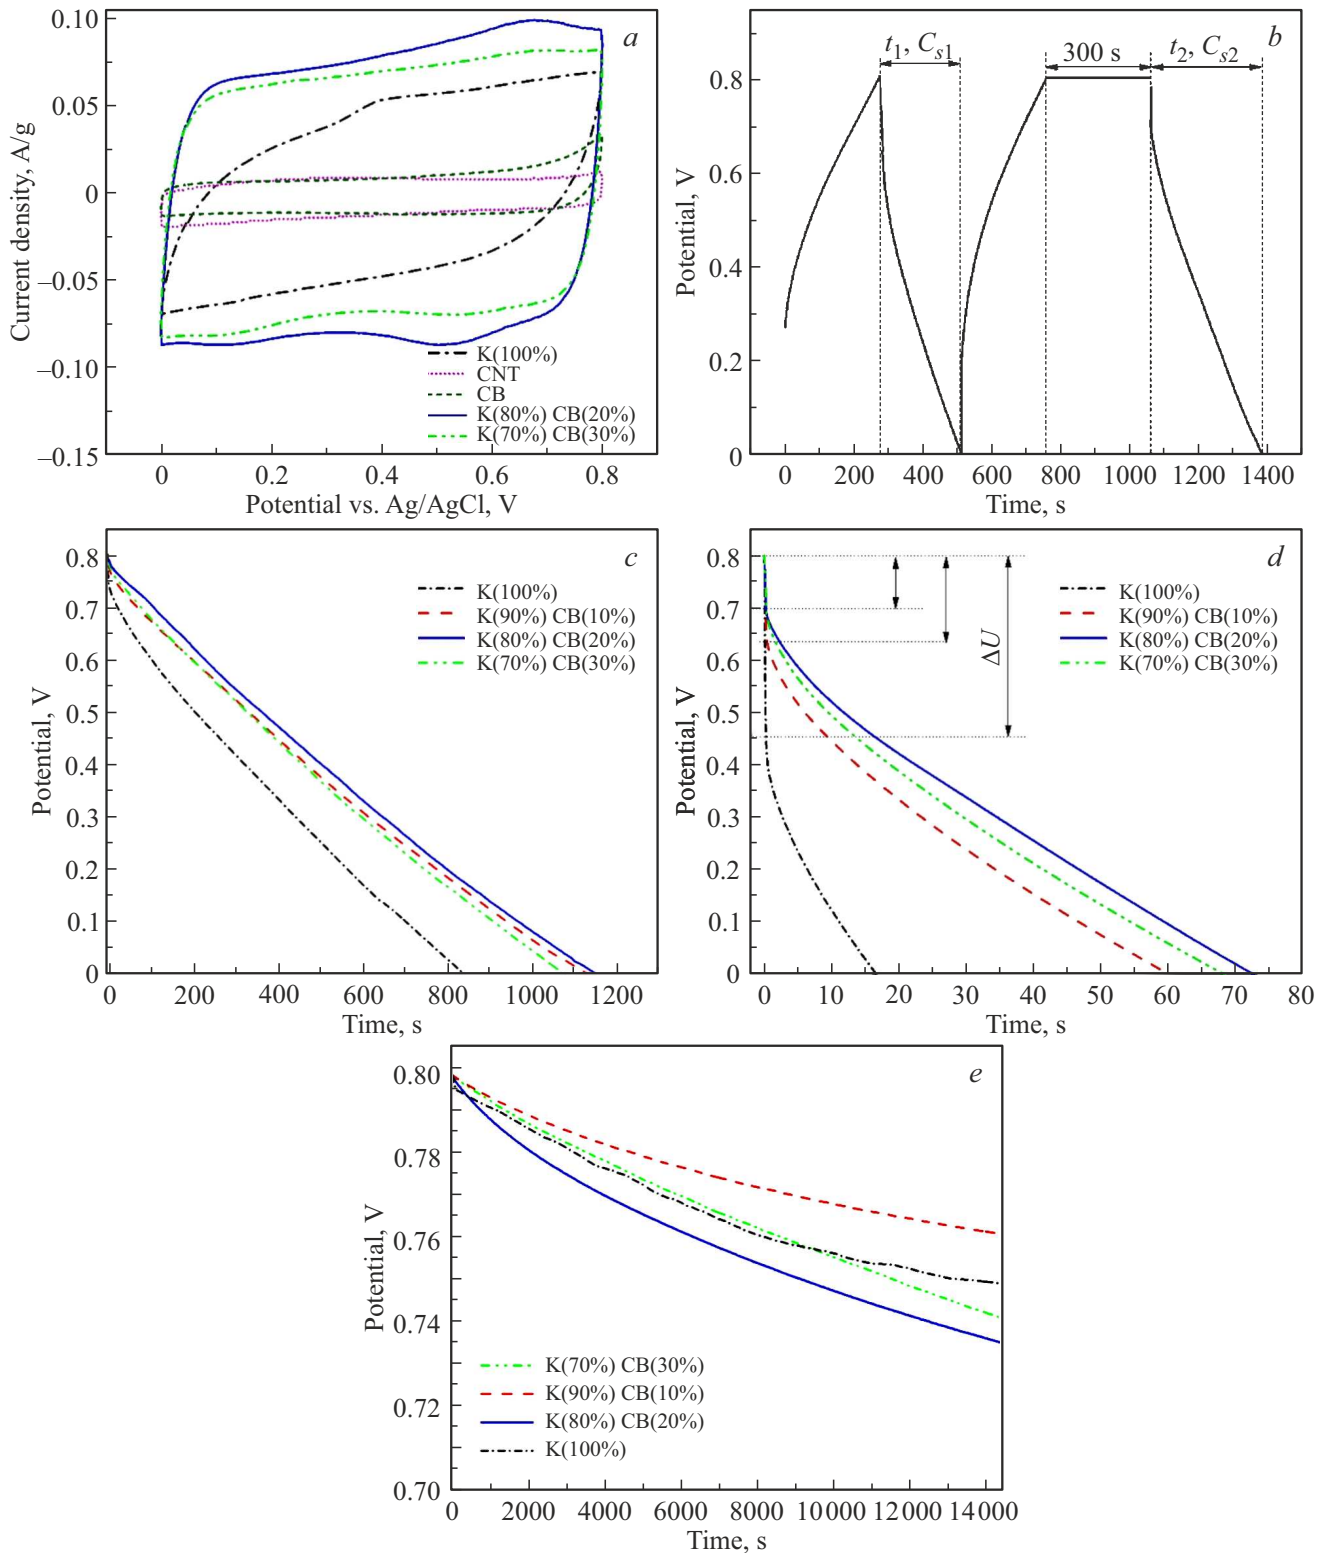 0.10
0.05
0
−0.05
−0.10
−0.15
Current density, A/g
a
K(100%)
CNT
CB
K(80%) CB(20%)
K(70%) CB(30%)
0 0.2 0.4 0.6 0.8
Potential vs. Ag/AgCl, V
b
t1, Cs1
300 s
t2, Cs2
0.8
0.6
0.4
0.2
0
Potential, V
0 200 400 600 800 1000 1200 1400
Time, s
c
0.8
0.7
0.6
0.5
0.4
0.3
0.2
0.1
0
Potential, V
K(100%)
K(90%) CB(10%)
K(80%) CB(20%)
K(70%) CB(30%)
0 200 400 600 800 1000 1200
Time, s
d
0.8
0.7
0.6
0.5
0.4
0.3
0.2
0.1
0
Potential, V
ΔU
K(100%)
K(90%) CB(10%)
K(80%) CB(20%)
K(70%) CB(30%)
0 10 20 30 40 50 60 70 80
Time, s
e
0.80
0.78
0.76
0.74
0.72
0.70
Potential, V
K(70%) CB(30%)
K(90%) CB(10%)
K(80%) CB(20%)
K(100%)
0 2000 4000 6000 8000 10000 12000 14000
Time, s